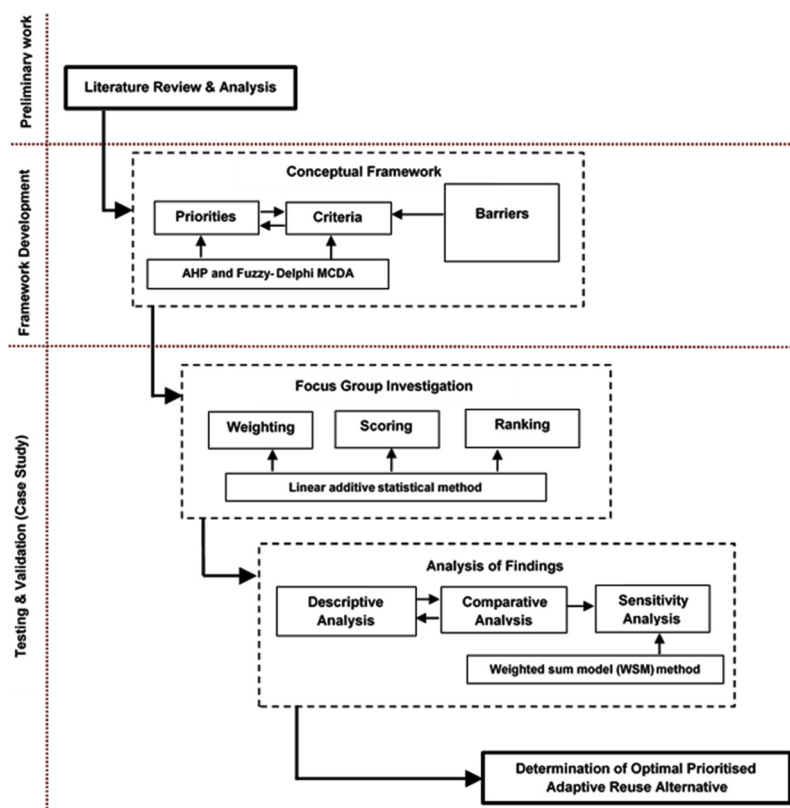 Preliminary work
Literature Review & Analysis
Framework Development
Conceptual Framework
Priorities
Criteria
Barriers
AHP and Fuzzy- Delphi MCDA
Testing & Validation (Case Study)
Focus Group Investigation
Weighting
Scoring
Ranking
Linear additive statistical method
Analysis of Findings
Descriptive
Analysis
Comparative
Analysis
Sensitivity
Analysis
Weighted sum model (WSM) method
Determination of Optimal Prioritised
Adaptive Reuse Alternative